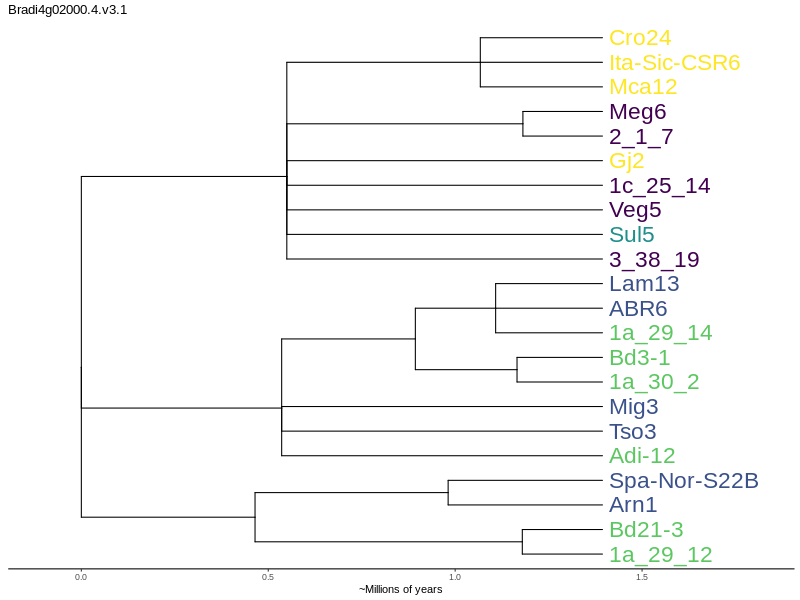 Bradi4g02000.4.v3.1
Cro24
Ita-Sic-CSR6
Mca12
Meg6
2_1_7
Gj2
1c_25_14
Veg5
Sul5
3_38_19
Lam13
ABR6
1a_29_14
Bd3-1
1a_30_2
Mig3
Tso3
Adi-12
Spa-Nor-S22B
Arn1
Bd21-3
1a_29_12
0.0 0.5 1.0 1.5
~Millions of years